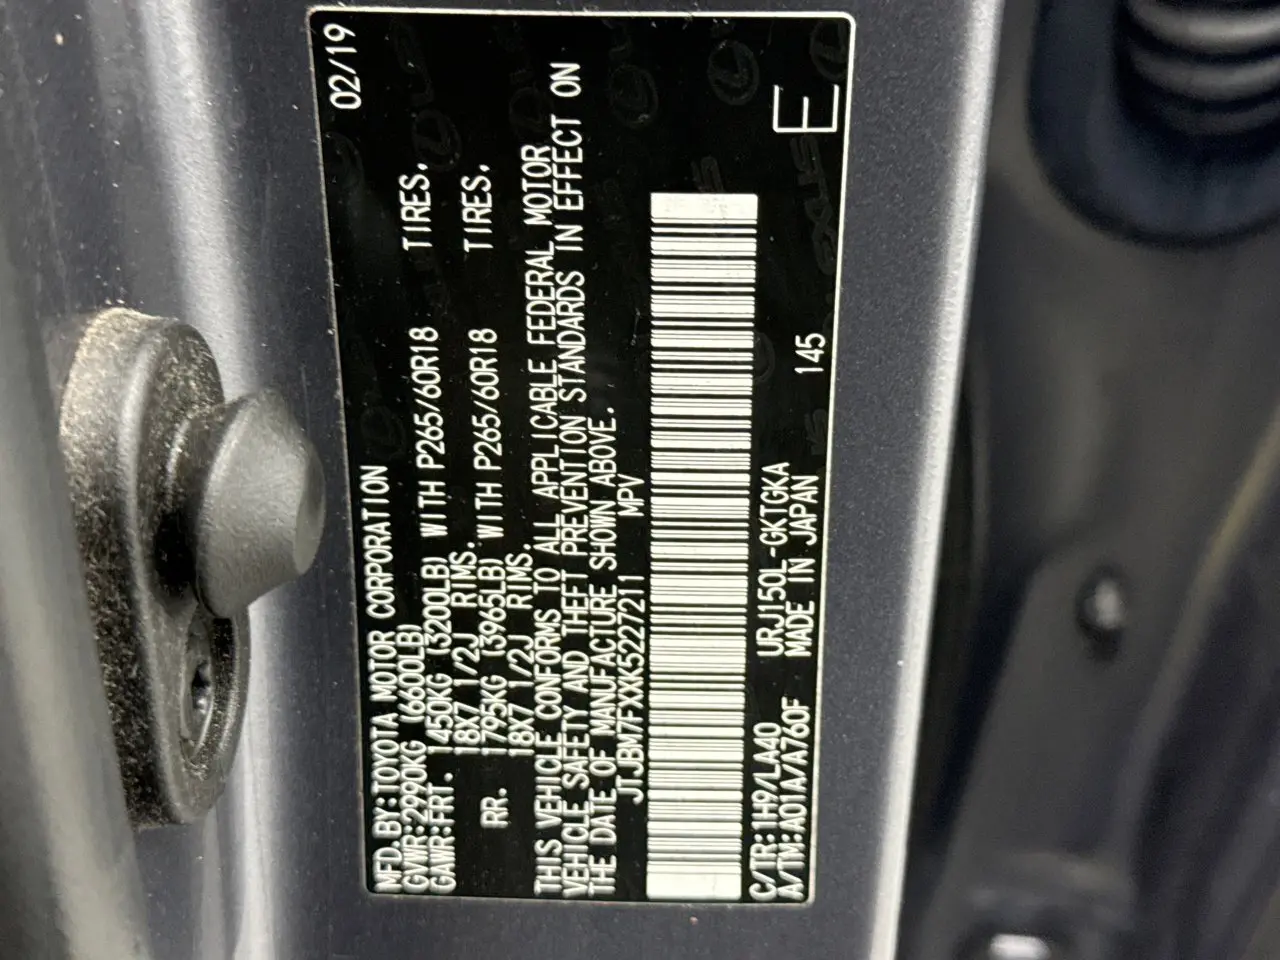 MFD.BY:TOYOTA MOTOR CORPORATION 02/19
GVWR:2990KG (6600LB)
GAWR:FRT. 1450KG (3200LB) WITH P265/60R18 TIRES,
18X7 1/2J RIMS.
RR. 1795KG (3965LB) WITH P265/60R18 TIRES,
18X7 1/2J RIMS.
THIS VEHICLE CONFORMS TO ALL APPLICABLE FEDERAL MOTOR
VEHICLE SAFETY AND THEFT PREVENTION STANDARDS IN EFFECT ON
THE DATE OF MANUFACTURE SHOWN ABOVE.
JTJBM7FXXK5227211 MPV
C/TR:1H9/LA40 URJ150L-GKTGKA
A/TM:A01A/A760F MADE IN JAPAN 145 E